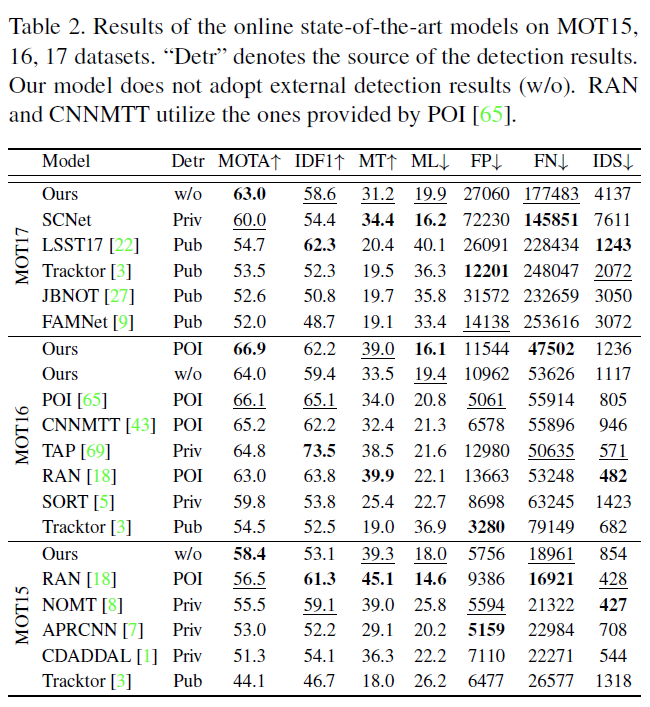 Table 2. Results of the online state-of-the-art models on MOT15,
16, 17 datasets. “Detr” denotes the source of the detection results.
Our model does not adopt external detection results (w/o). RAN
and CNNMTT utilize the ones provided by POI [65].
Model Detr MOTA↑ IDF1↑ MT↑ ML↓ FP↓ FN↓ IDS↓
MOT17
Ours w/o 63.0 58.6 31.2 19.9 27060 177483 4137
SCNet Priv 60.0 54.4 34.4 16.2 72230 145851 7611
LSST17 [22] Pub 54.7 62.3 20.4 40.1 26091 228434 1243
Tracktor [3] Pub 53.5 52.3 19.5 36.3 12201 248047 2072
JBNOT [27] Pub 52.6 50.8 19.7 35.8 31572 232659 3050
FAMNet [9] Pub 52.0 48.7 19.1 33.4 14138 253616 3072
MOT16
Ours POI 66.9 62.2 39.0 16.1 11544 47502 1236
Ours w/o 64.0 59.4 33.5 19.4 10962 53626 1117
POI [65] POI 66.1 65.1 34.0 20.8 5061 55914 805
CNNMTT [43] POI 65.2 62.2 32.4 21.3 6578 55896 946
TAP [69] Priv 64.8 73.5 38.5 21.6 12980 50635 571
RAN [18] POI 63.0 63.8 39.9 22.1 13663 53248 482
SORT [5] Priv 59.8 53.8 25.4 22.7 8698 63245 1423
Tracktor [3] Pub 54.5 52.5 19.0 36.9 3280 79149 682
MOT15
Ours w/o 58.4 53.1 39.3 18.0 5756 18961 854
RAN [18] POI 56.5 61.3 45.1 14.6 9386 16921 428
NOMT [8] Priv 55.5 59.1 39.0 25.8 5594 21322 427
APRCNN [7] Priv 53.0 52.2 29.1 20.2 5159 22984 708
CDADDAL [1] Priv 51.3 54.1 36.3 22.2 7110 22271 544
Tracktor [3] Pub 44.1 46.7 18.0 26.2 6477 26577 1318